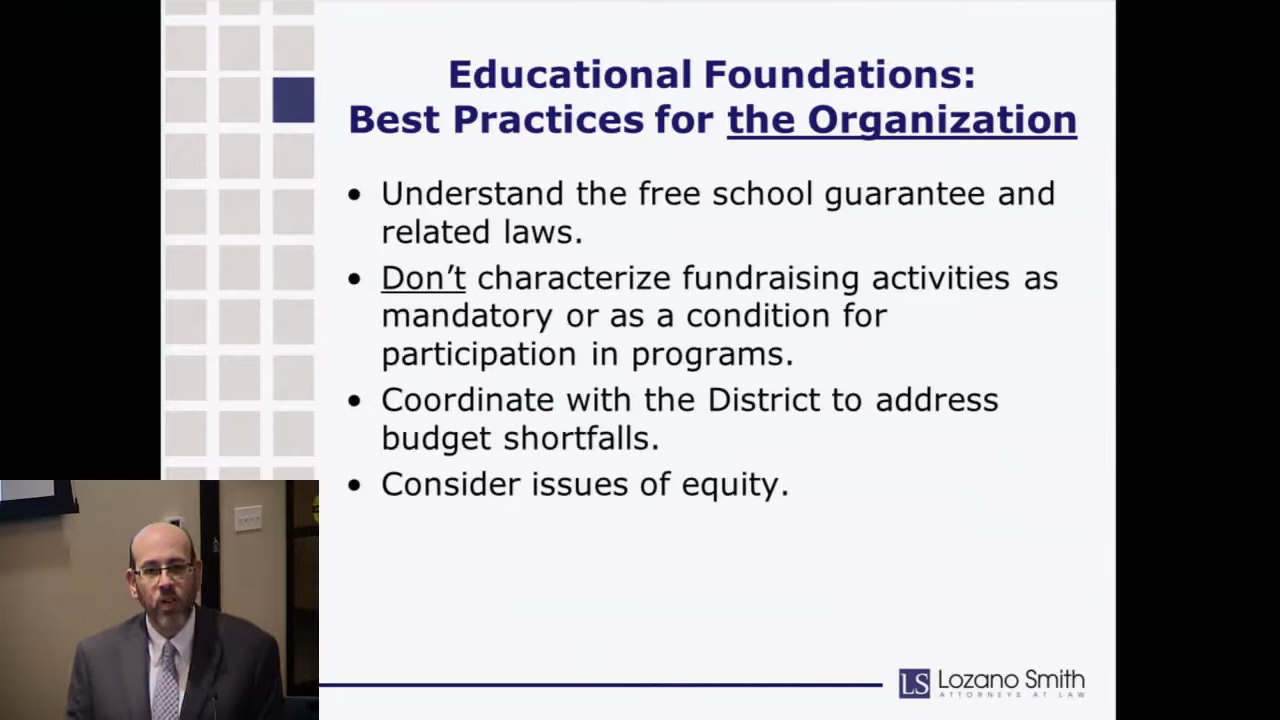 Educational Foundations:
Best Practices for the Organization
• Understand the free school guarantee and
related laws.
• Don’t characterize fundraising activities as
mandatory or as a condition for
participation in programs.
• Coordinate with the District to address
budget shortfalls.
• Consider issues of equity.
LS Lozano Smith
ATTORNEYS AT LAW